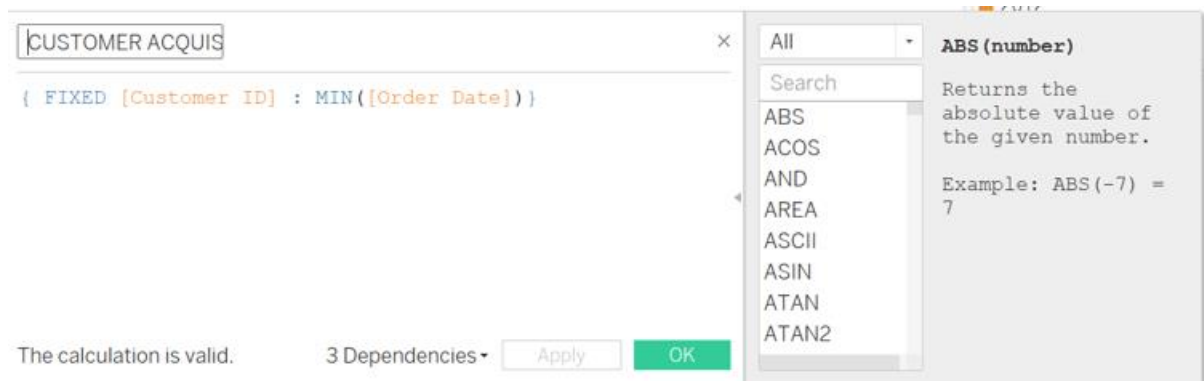 CUSTOMER ACQUIS
×
{ FIXED [Customer ID] : MIN([Order Date])}
The calculation is valid.
3 Dependencies
Apply
OK
All
Search
ABS
ACOS
AND
AREA
ASCII
ASIN
ATAN
ATAN2
ABS(number)
Returns the
absolute value of
the given number.
Example: ABS(-7) =
7